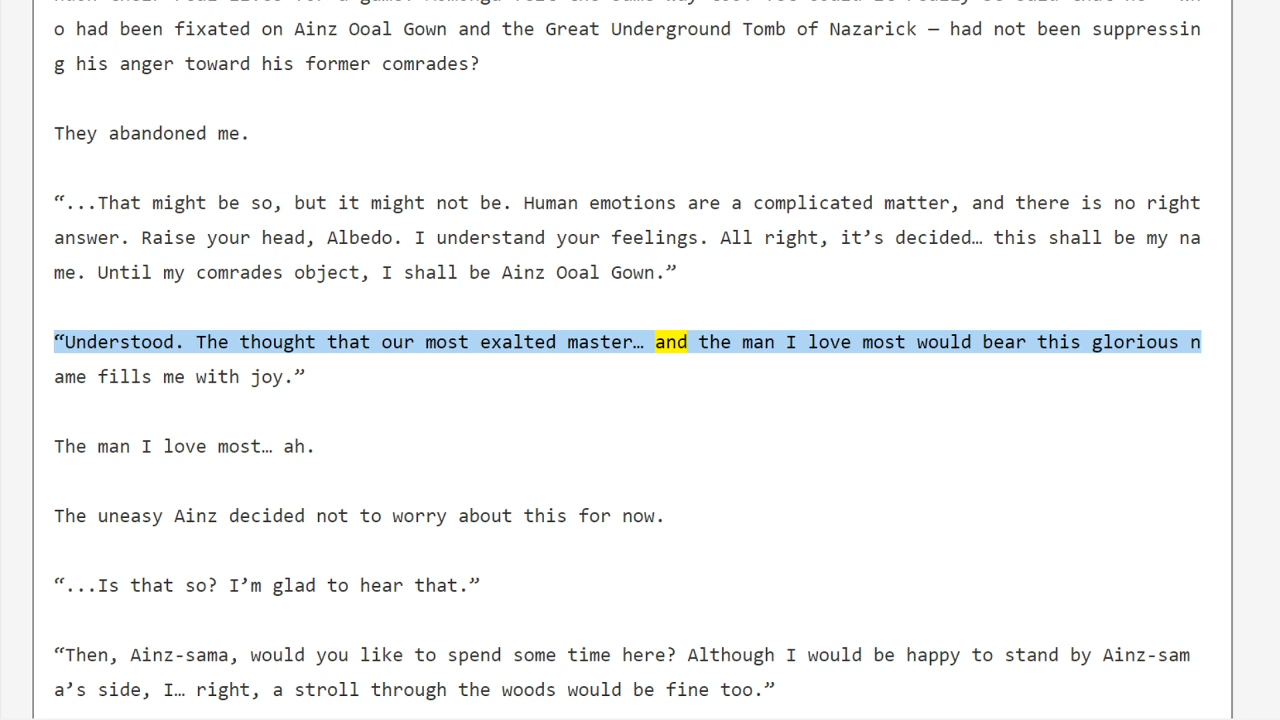 o had been fixated on Ainz Ooal Gown and the Great Underground Tomb of Nazarick — had not been suppressin
g his anger toward his former comrades?
They abandoned me.
“...That might be so, but it might not be. Human emotions are a complicated matter, and there is no right
answer. Raise your head, Albedo. I understand your feelings. All right, it’s decided… this shall be my na
me. Until my comrades object, I shall be Ainz Ooal Gown.”
“Understood. The thought that our most exalted master… and the man I love most would bear this glorious n
ame fills me with joy.”
The man I love most… ah.
The uneasy Ainz decided not to worry about this for now.
“...Is that so? I’m glad to hear that.”
“Then, Ainz-sama, would you like to spend some time here? Although I would be happy to stand by Ainz-sam
a’s side, I… right, a stroll through the woods would be fine too.”